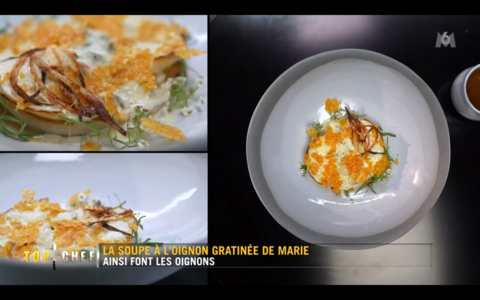 M6
LA SOUPE À L'OIGNON GRATINÉE DE MARIE
TOP CHEF
AINSI FONT LES OIGNONS